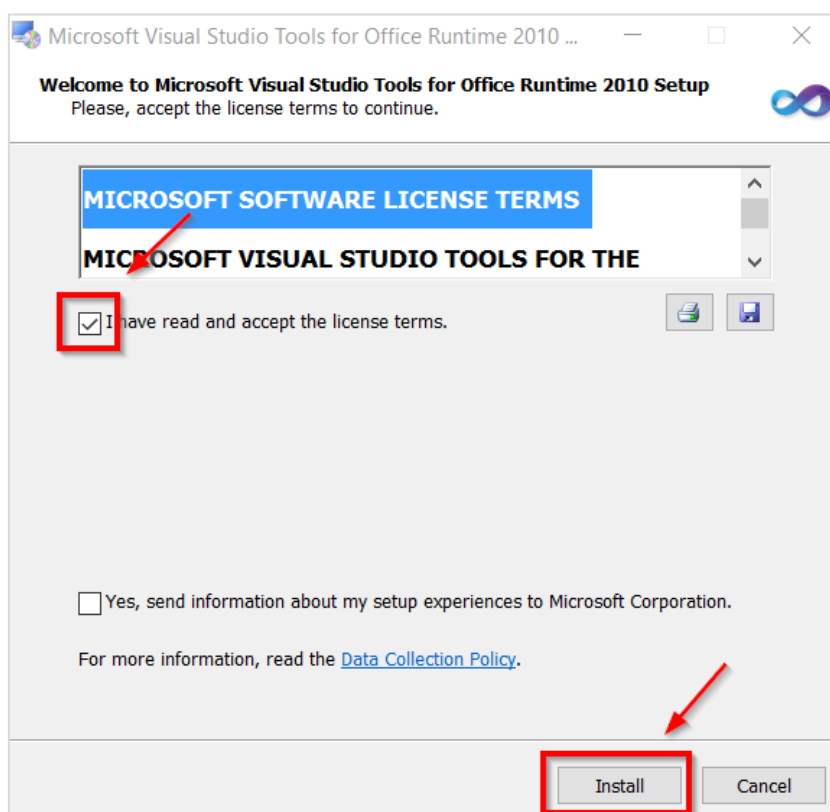 Microsoft Visual Studio Tools for Office Runtime 2010 ...
Welcome to Microsoft Visual Studio Tools for Office Runtime 2010 Setup
Please, accept the license terms to continue.
MICROSOFT SOFTWARE LICENSE TERMS
MICROSOFT VISUAL STUDIO TOOLS FOR THE
I have read and accept the license terms.
Yes, send information about my setup experiences to Microsoft Corporation.
For more information, read the Data Collection Policy.
Install Cancel